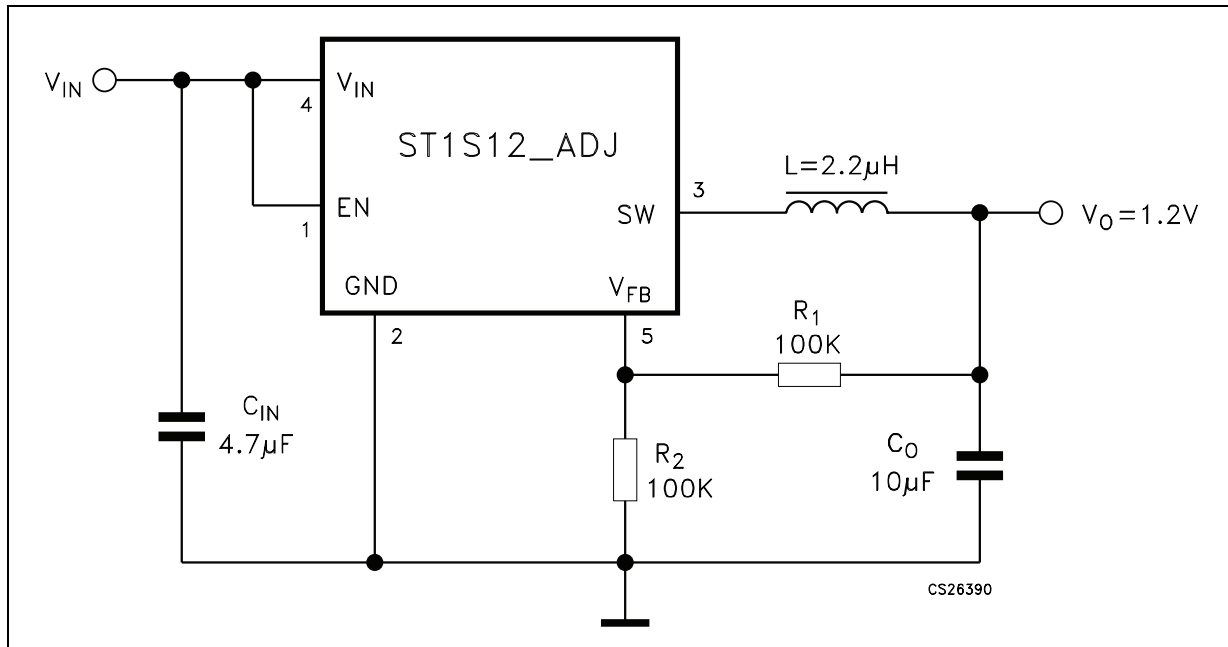 V_IN
4
V_IN
ST1S12_ADJ
L=2.2µH
3
EN
1
SW
V_O=1.2V
GND
V_FB
2
5
R_1
100K
C_IN
4.7µF
R_2
100K
C_O
10µF
CS26390